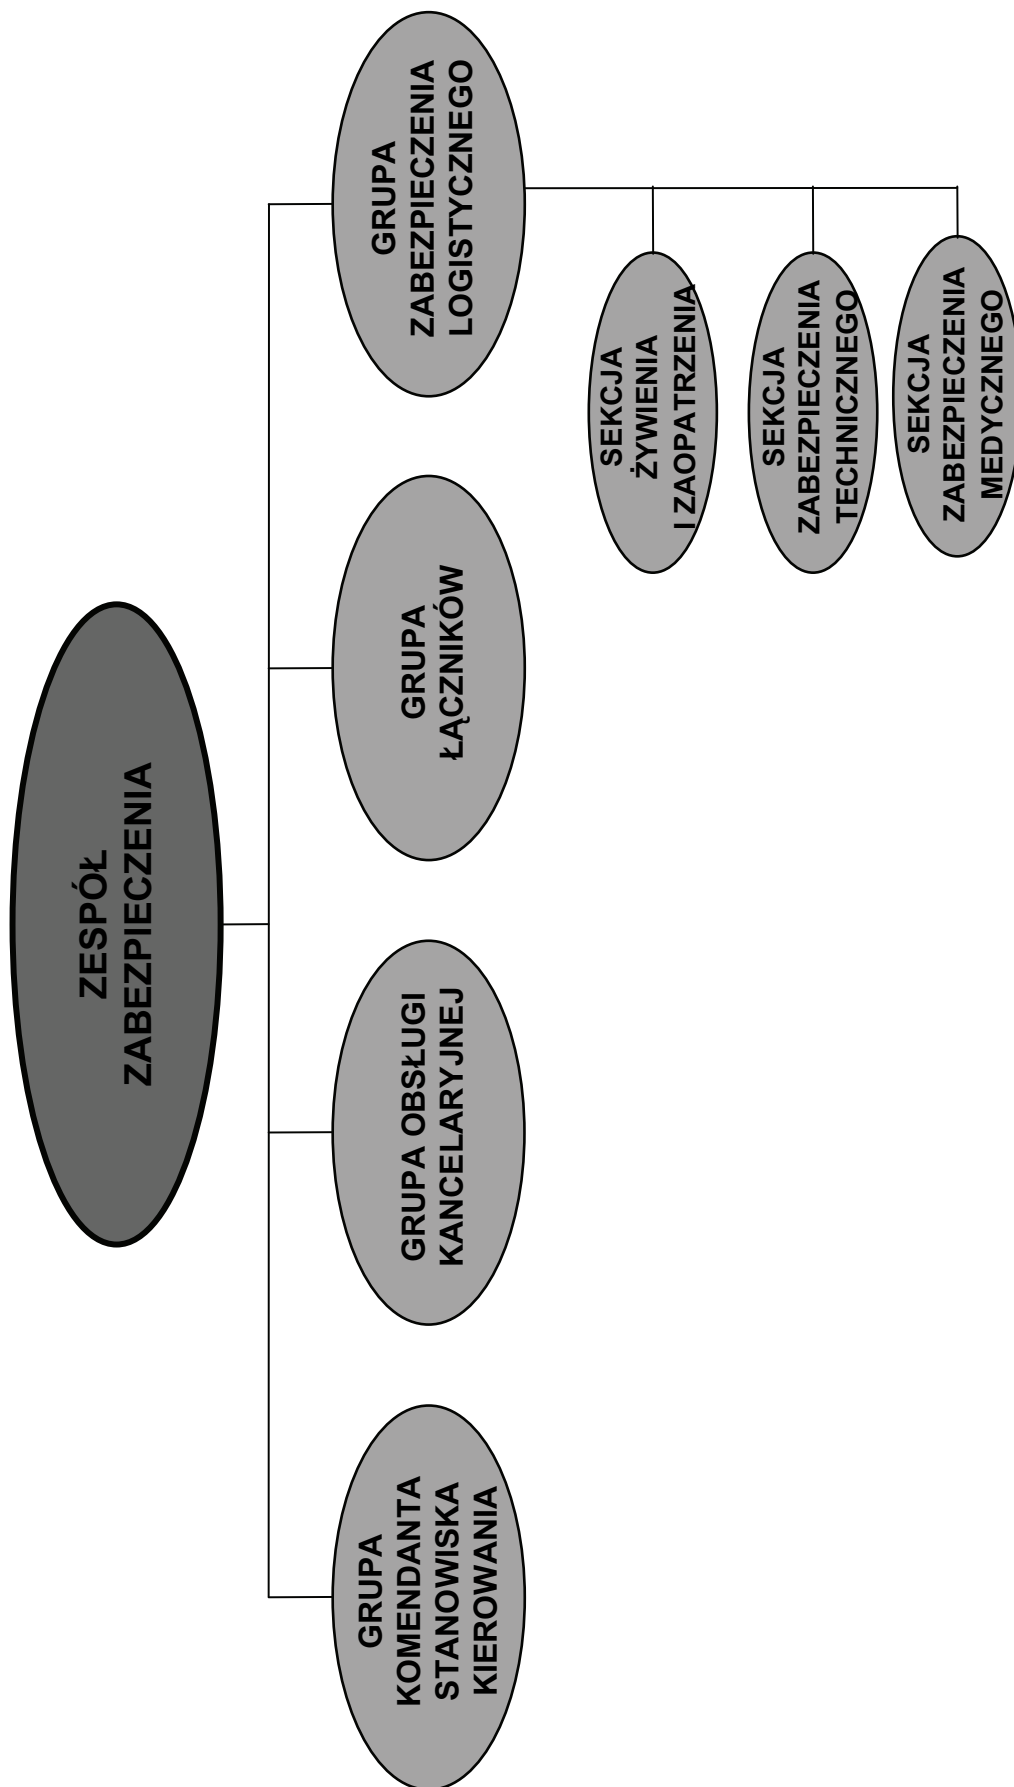 ZESPÓŁ
ZABEZPIECZENIA
GRUPA
KOMENDANTA
STANOWISKA
KIEROWANIA
GRUPA OBSŁUGI
KANCELARYJNEJ
GRUPA
ŁĄCZNIKÓW
GRUPA
ZABEZPIECZENIA
LOGISTYCZNEGO
SEKCJA
ŻYWIENIA
I ZAOPATRZENIA
SEKCJA
ZABEZPIECZENIA
TECHNICZNEGO
SEKCJA
ZABEZPIECZENIA
MEDYCZNEGO